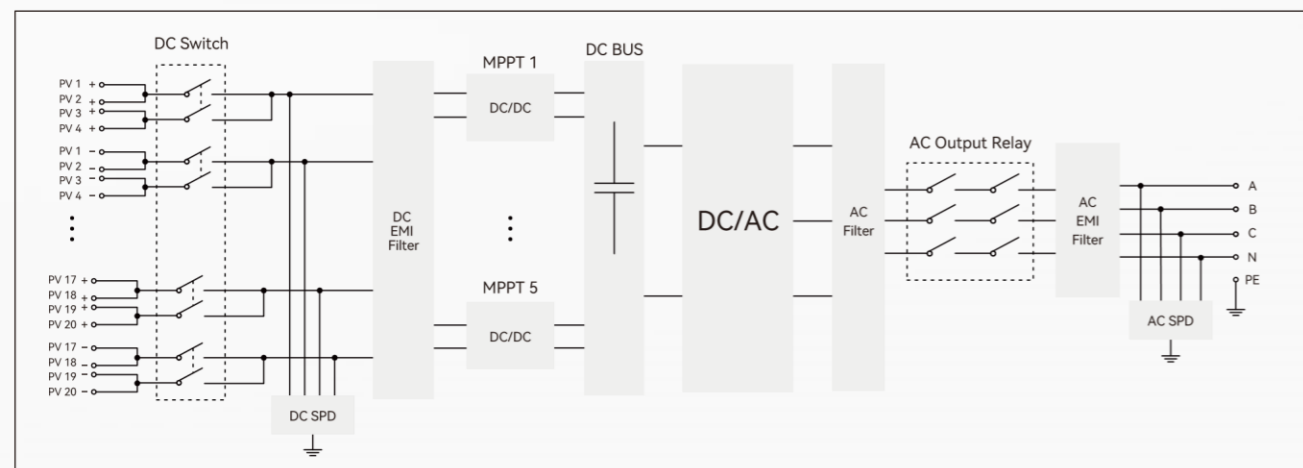 DC Switch
PV 1 +
PV 2 +
PV 3 +
PV 4 +
PV 1 −
PV 2 −
PV 3 −
PV 4 −
PV 17 +
PV 18 +
PV 19 +
PV 20 +
PV 17 −
PV 18 −
PV 19 −
PV 20 −
DC SPD
DC
EMI
Filter
MPPT 1
DC/DC
MPPT 5
DC/DC
DC BUS
DC/AC
AC
Filter
AC Output Relay
AC
EMI
Filter
A
B
C
N
PE
AC SPD